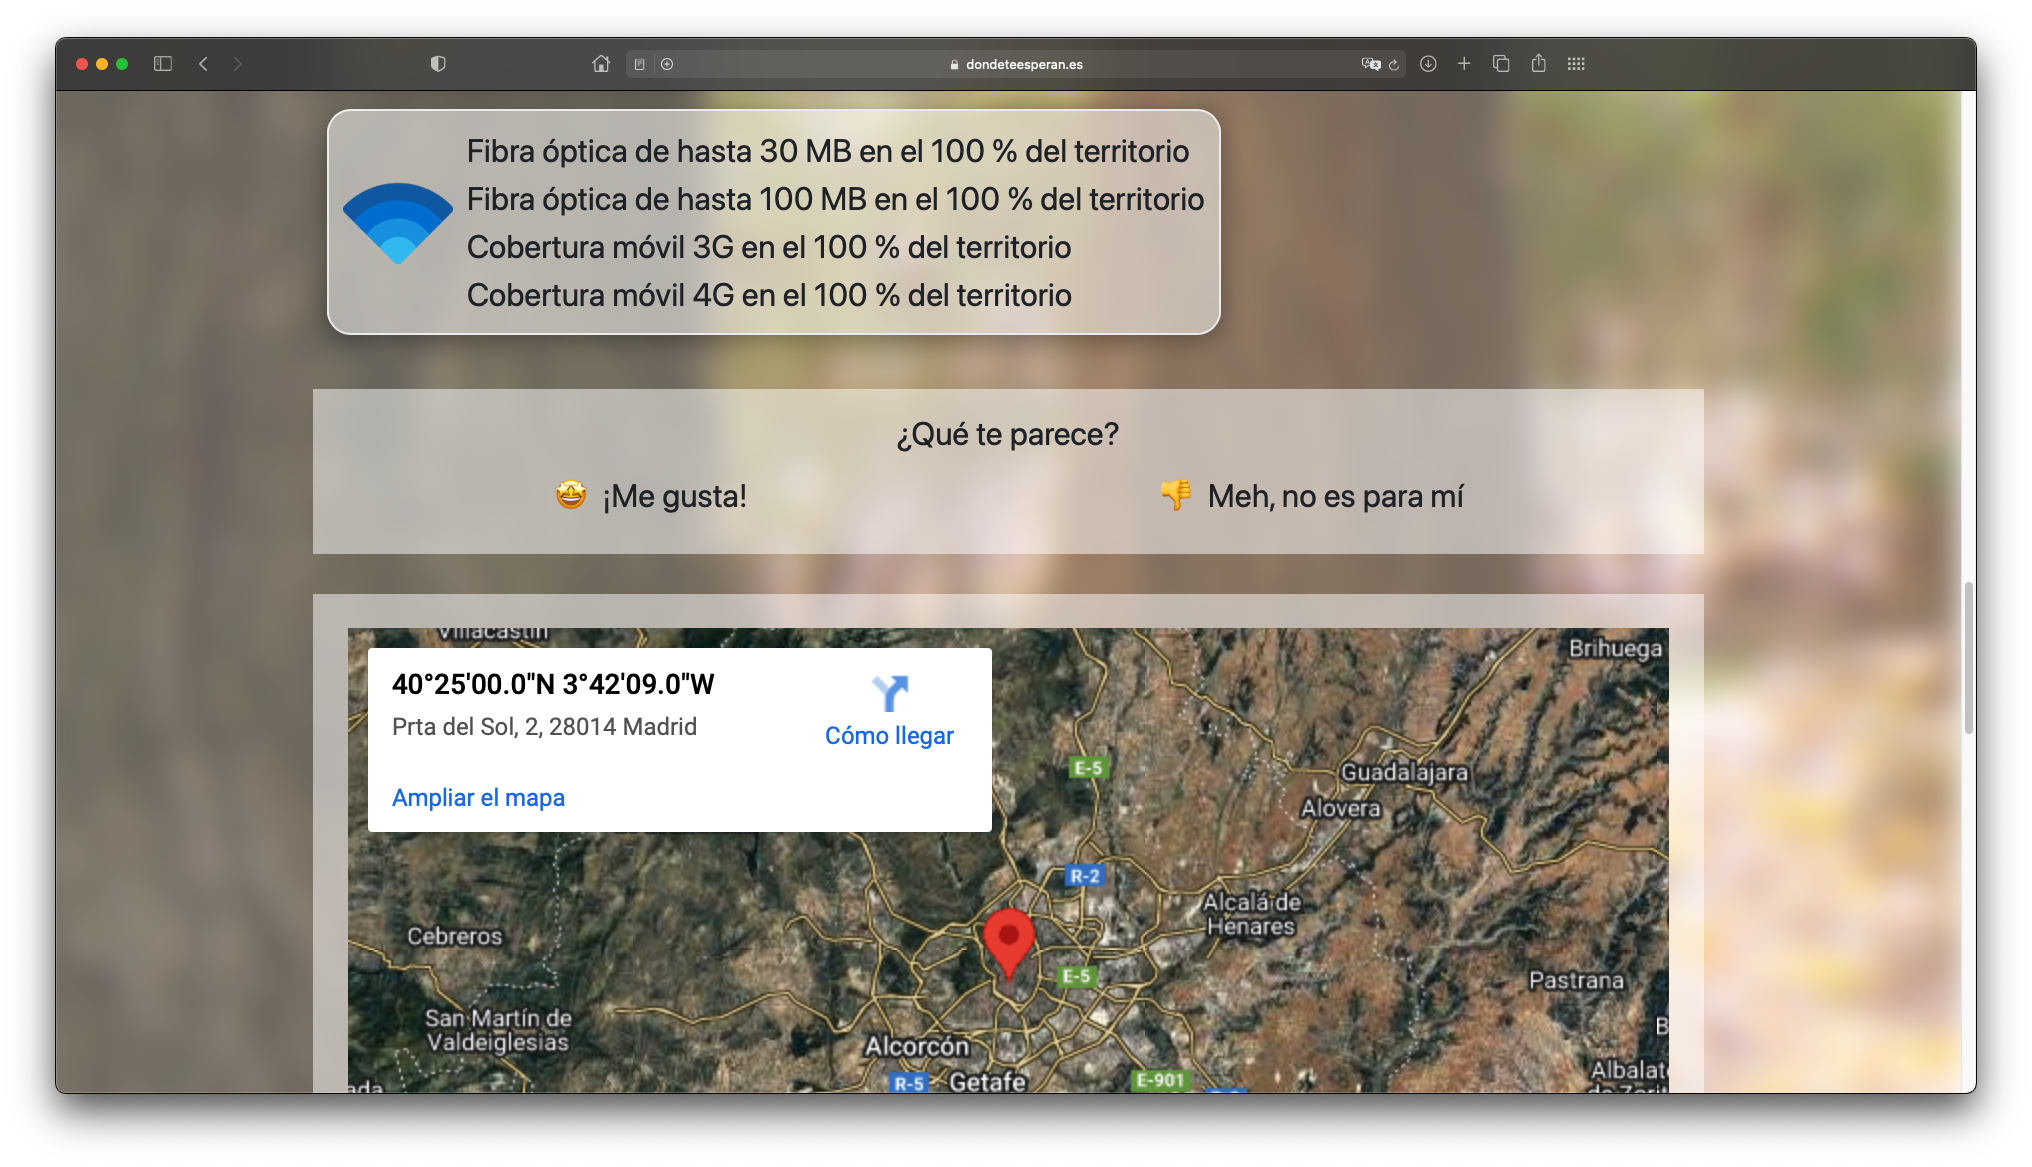 dondeteesperan.es
Fibra óptica de hasta 30 MB en el 100 % del territorio
Fibra óptica de hasta 100 MB en el 100 % del territorio
Cobertura móvil 3G en el 100 % del territorio
Cobertura móvil 4G en el 100 % del territorio
¿Qué te parece?
¡Me gusta!
Meh, no es para mí
Villacastín
Brihuega
40°25'00.0"N 3°42'09.0"W
Prta del Sol, 2, 28014 Madrid
Cómo llegar
Ampliar el mapa
E-5
Guadalajara
Alovera
R-2
Alcalá de
Henares
Cebreros
E-5
Pastrana
San Martín de
Valdeiglesias
B
Alcorcón
Albalat
R-5
Getafe
E-901